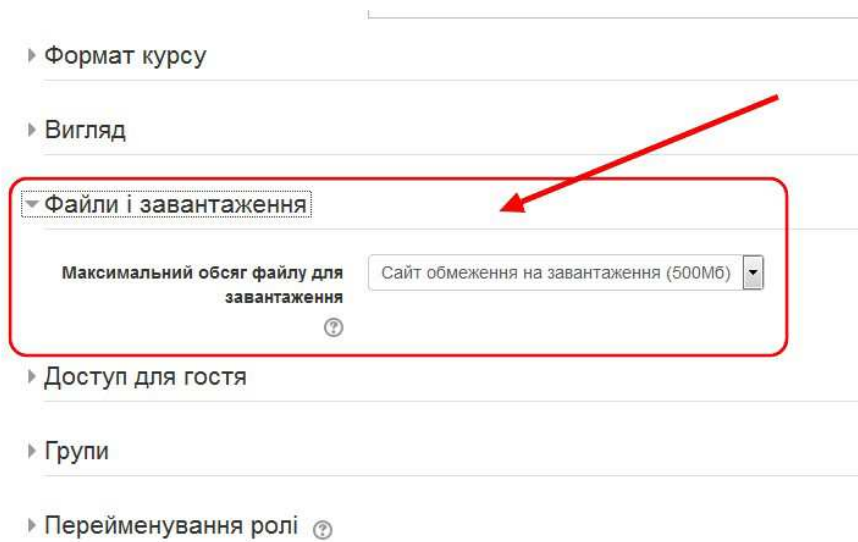 Формат курсу
Вигляд
Файли і завантаження
Максимальний обсяг файлу для
завантаження
Сайт обмеження на завантаження (500Мб)
Доступ для гостя
Групи
Перейменування ролі